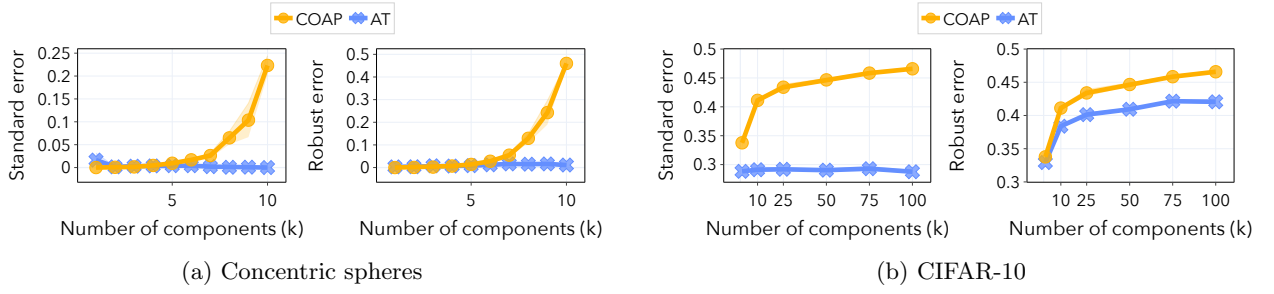 COAP AT
Standard error
0.25
0.2
0.15
0.1
0.05
0
5
10
Number of components (k)
Robust error
0.5
0.4
0.3
0.2
0.1
0
5
10
Number of components (k)
(a) Concentric spheres
COAP AT
Standard error
0.5
0.45
0.4
0.35
0.3
10 25 50 75 100
Number of components (k)
Robust error
0.5
0.45
0.4
0.35
0.3
10 25 50 75 100
Number of components (k)
(b) CIFAR-10